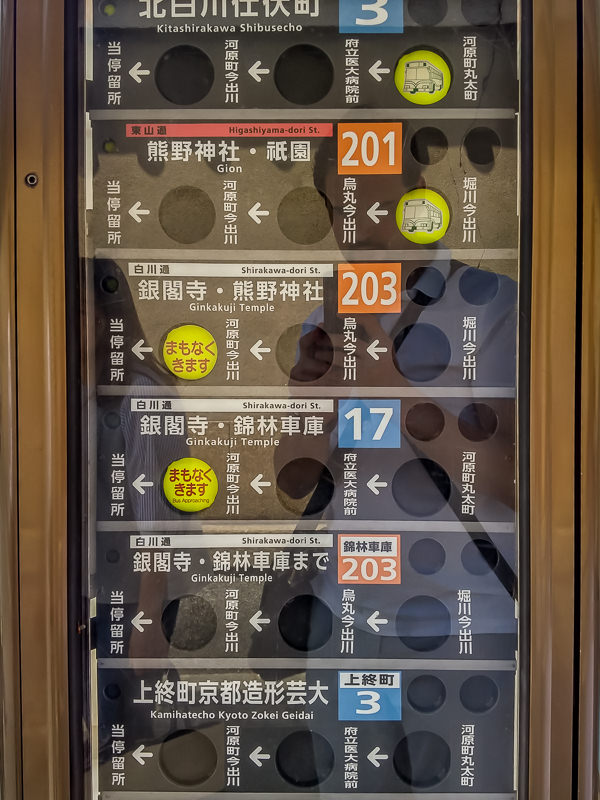 北白川仕伏町
3
Kitashirakawa Shibusecho
当停留所
河原町今出川
府立医大病院前
河原町丸太町
東山通
Higashiyama-dori St.
熊野神社・祇園
Gion
201
当停留所
河原町今出川
烏丸今出川
堀川今出川
白川通
Shirakawa-dori St.
銀閣寺・熊野神社
Ginkakuji Temple
203
当停留所
まもなく
きます
河原町今出川
烏丸今出川
堀川今出川
白川通
Shirakawa-dori St.
銀閣寺・錦林車庫
Ginkakuji Temple
17
当停留所
まもなく
きます
Bus Approaching
河原町今出川
府立医大病院前
河原町丸太町
白川通
Shirakawa-dori St.
銀閣寺・錦林車庫まで
Ginkakuji Temple
錦林車庫
203
当停留所
河原町今出川
烏丸今出川
堀川今出川
上終町京都造形芸大
Kamihatecho Kyoto Zokei Geidai
上終町
3
当停留所
河原町今出川
府立医大病院前
河原町丸太町